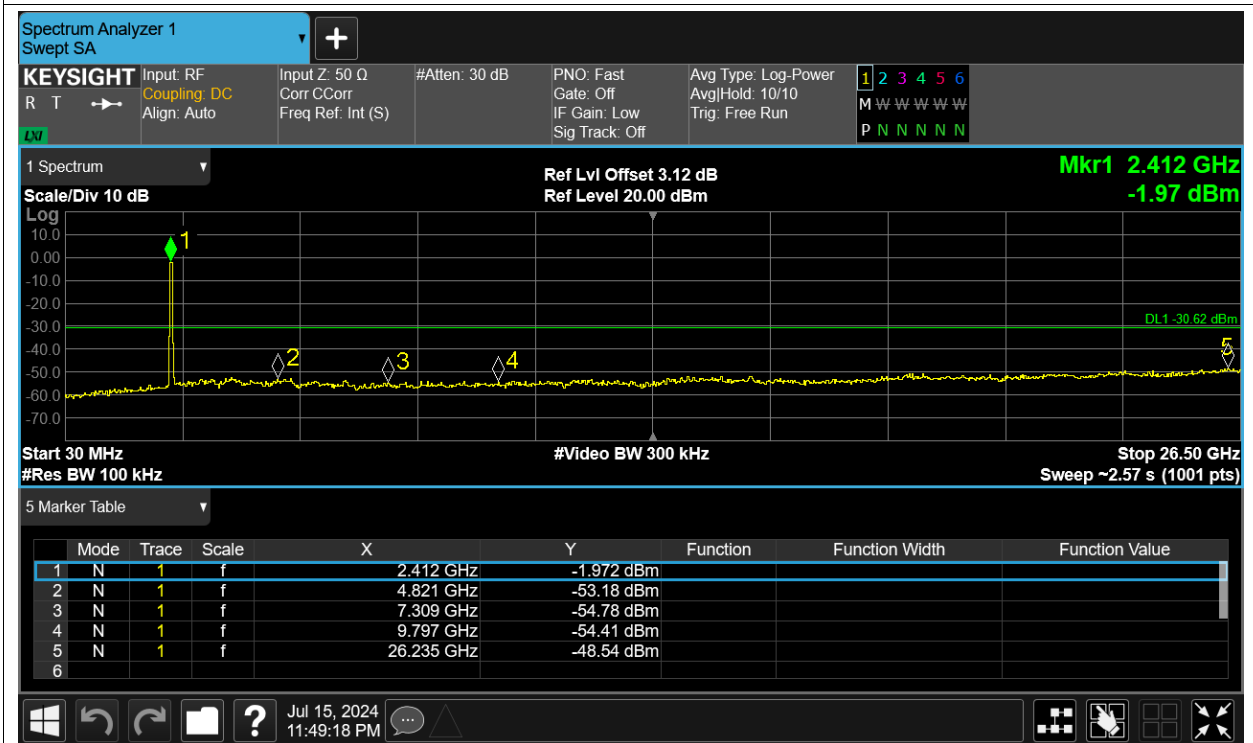 Spectrum Analyzer 1
Swept SA
+
KEYSIGHT Input: RF Input Z: 50 Ω #Atten: 30 dB PNO: Fast Avg Type: Log-Power 1 2 3 4 5 6
R T Coupling: DC Corr CCorr Gate: Off Avg|Hold: 10/10 M W W W W W
Align: Auto Freq Ref: Int (S) IF Gain: Low Trig: Free Run
LXI Sig Track: Off P N N N N N
1 Spectrum
Ref Lvl Offset 3.12 dB Mkr1 2.412 GHz
Scale/Div 10 dB Ref Level 20.00 dBm -1.97 dBm
Log
10.0
1
0.00
-10.0
-20.0
DL1 -30.62 dBm
-30.0
-40.0
2 3 4 5
-50.0
-60.0
-70.0
Start 30 MHz #Video BW 300 kHz Stop 26.50 GHz
#Res BW 100 kHz Sweep ~2.57 s (1001 pts)
5 Marker Table
Mode Trace Scale X Y Function Function Width Function Value
1 N 1 f 2.412 GHz -1.972 dBm
2 N 1 f 4.821 GHz -53.18 dBm
3 N 1 f 7.309 GHz -54.78 dBm
4 N 1 f 9.797 GHz -54.41 dBm
5 N 1 f 26.235 GHz -48.54 dBm
6
? Jul 15, 2024
11:49:18 PM